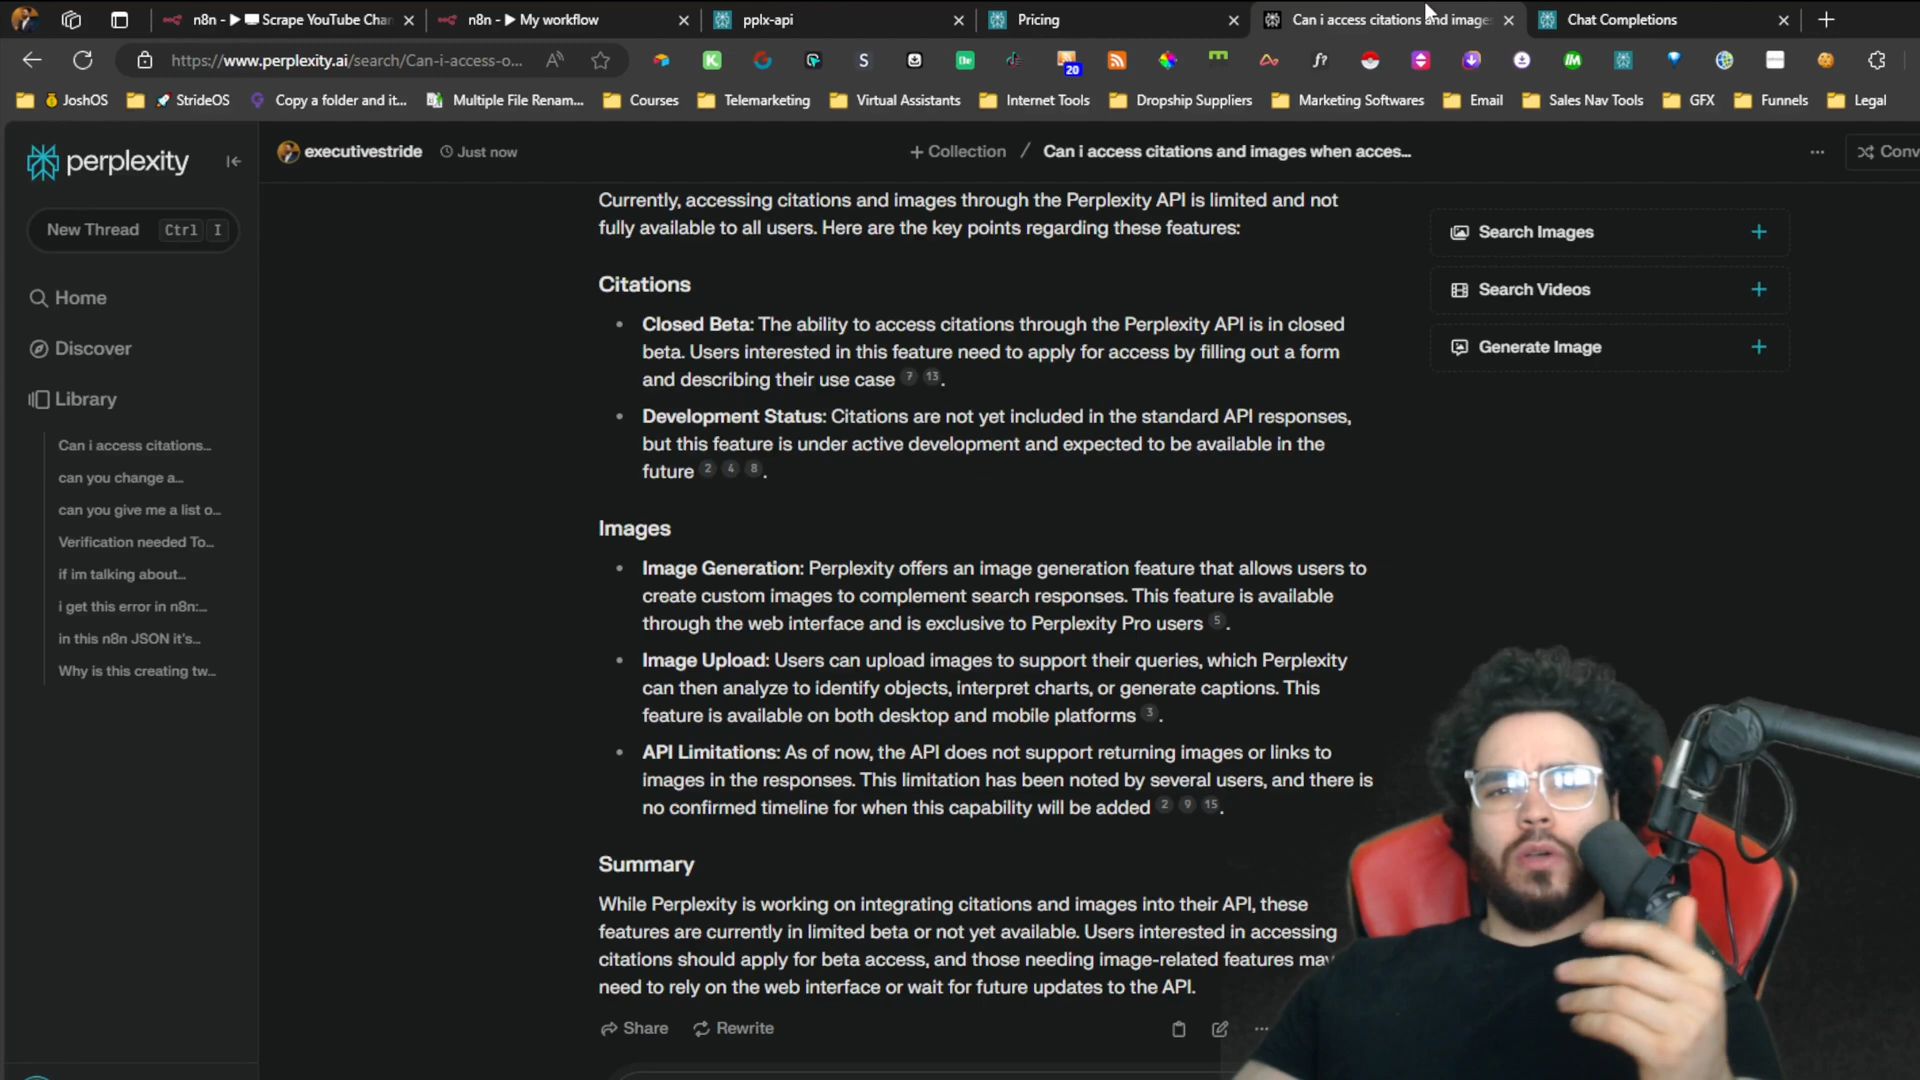 n8n - ▶ Scrape YouTube Chan
n8n - ▶ My workflow
pplx-api
Pricing
Can i access citations and image
Chat Completions
https://www.perplexity.ai/search/Can-i-access-o...
20
JoshOS
StrideOS
Copy a folder and it...
Multiple File Renam...
Courses
Telemarketing
Virtual Assistants
Internet Tools
Dropship Suppliers
Marketing Softwares
Email
Sales Nav Tools
GFX
Funnels
Legal
perplexity
New Thread Ctrl I
Home
Discover
Library
Can i access citations...
can you change a...
can you give me a list o...
Verification needed To...
if im talking about...
i get this error in n8n:...
in this n8n JSON it's...
Why is this creating tw...
executivestride Just now
+ Collection / Can i access citations and images when acces...
Conv
Currently, accessing citations and images through the Perplexity API is limited and not
fully available to all users. Here are the key points regarding these features:
Citations
• Closed Beta: The ability to access citations through the Perplexity API is in closed
beta. Users interested in this feature need to apply for access by filling out a form
and describing their use case 7 13.
• Development Status: Citations are not yet included in the standard API responses,
but this feature is under active development and expected to be available in the
future 2 4 8.
Images
• Image Generation: Perplexity offers an image generation feature that allows users to
create custom images to complement search responses. This feature is available
through the web interface and is exclusive to Perplexity Pro users 5.
• Image Upload: Users can upload images to support their queries, which Perplexity
can then analyze to identify objects, interpret charts, or generate captions. This
feature is available on both desktop and mobile platforms 3.
• API Limitations: As of now, the API does not support returning images or links to
images in the responses. This limitation has been noted by several users, and there is
no confirmed timeline for when this capability will be added 2 9 15.
Summary
While Perplexity is working on integrating citations and images into their API, these
features are currently in limited beta or not yet available. Users interested in accessing
citations should apply for beta access, and those needing image-related features may
need to rely on the web interface or wait for future updates to the API.
Share
Rewrite
Search Images
Search Videos
Generate Image